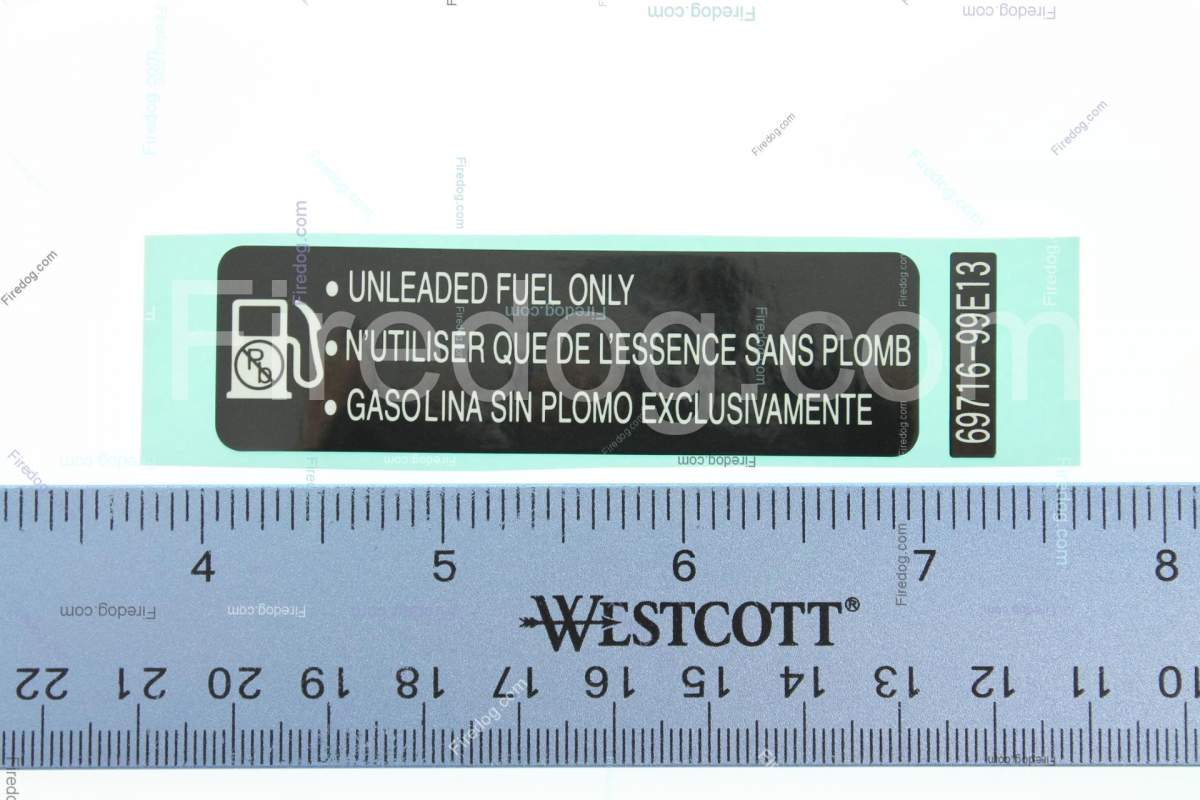 • UNLEADED FUEL ONLY
• N'UTILISER QUE DE L'ESSENCE SANS PLOMB
• GASOLINA SIN PLOMO EXCLUSIVAMENTE
Pb
69716-99E13
Firedog.com
4 5 6 7 8
WESTCOTT®
22 21 20 19 18 17 16 15 14 13 12 11 10